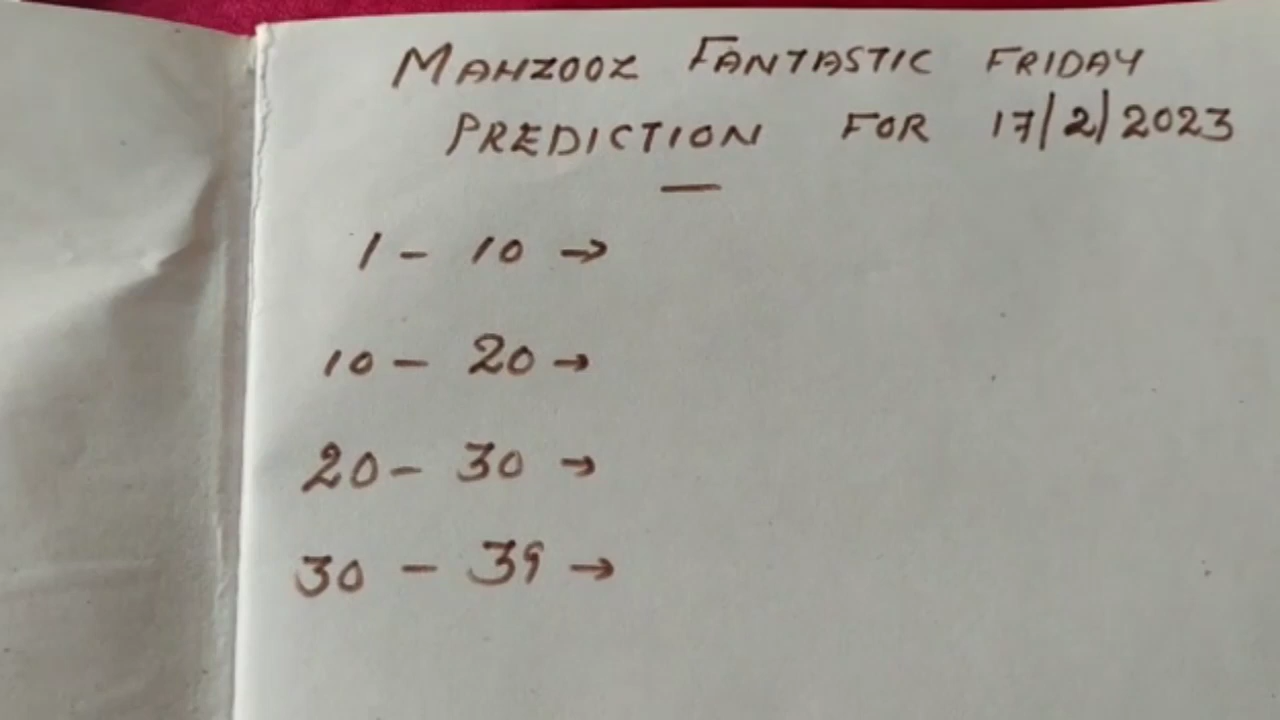 MAHZOOZ FANTASTIC FRIDAY
PREDICTION FOR 17/2/2023
1 - 10 →
10 - 20 →
20 - 30 →
30 - 39 →